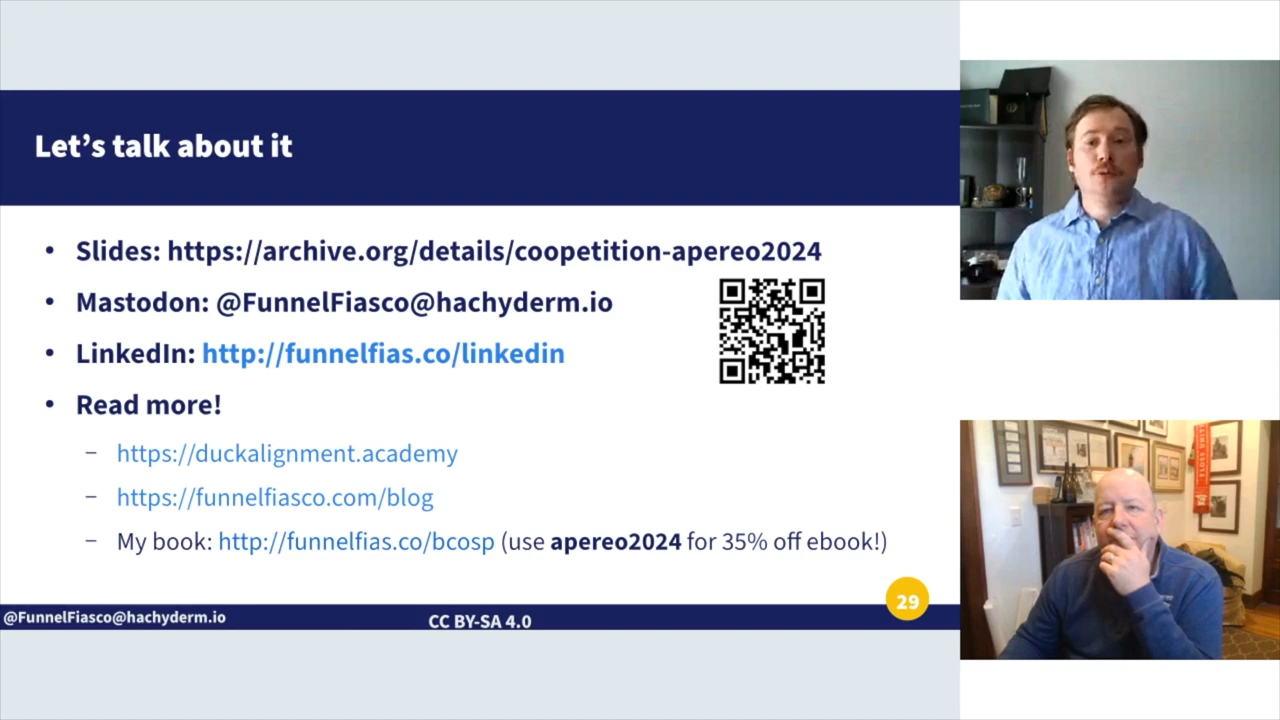 Let's talk about it
• Slides: https://archive.org/details/coopetition-apereo2024
• Mastodon: @FunnelFiasco@hachyderm.io
• LinkedIn: http://funnelfias.co/linkedin
• Read more!
– https://duckalignment.academy
– https://funnelfiasco.com/blog
– My book: http://funnelfias.co/bcosp (use apereo2024 for 35% off ebook!)
29
@FunnelFiasco@hachyderm.io
CC BY-SA 4.0